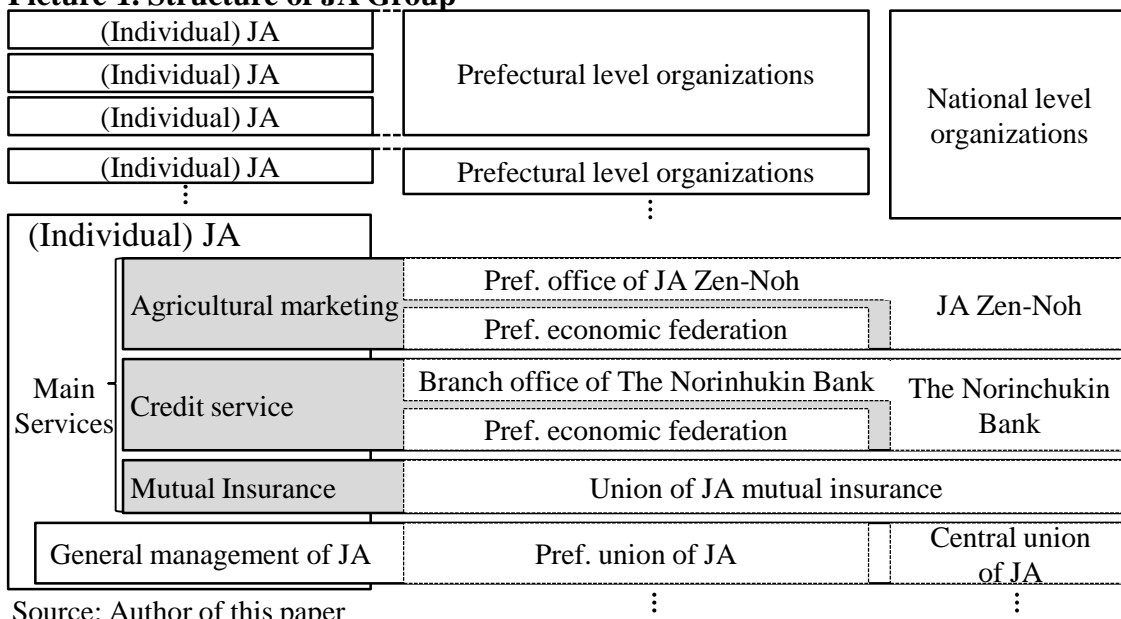 Picture 1. Structure of JA Group
(Individual) JA
(Individual) JA
(Individual) JA
(Individual) JA
⋮
Prefectural level organizations
Prefectural level organizations
⋮
National level
organizations
(Individual) JA
Main
Services
Agricultural marketing
Pref. office of JA Zen-Noh
Pref. economic federation
JA Zen-Noh
Credit service
Branch office of The Norinhukin Bank
Pref. economic federation
The Norinchukin
Bank
Mutual Insurance
Union of JA mutual insurance
General management of JA
Pref. union of JA
Central union
of JA
⋮
⋮
Source: Author of this paper